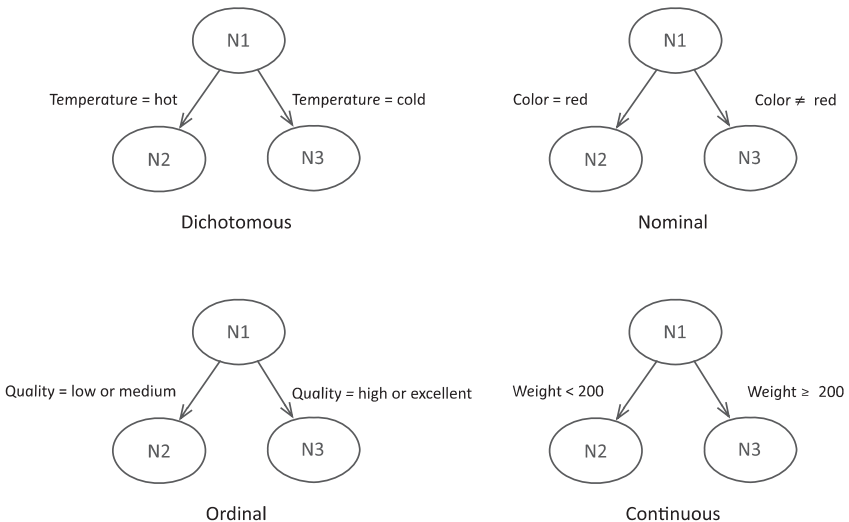 N1
N1
Temperature = hot
Temperature = cold
Color = red
Color ≠ red
N2
N3
N2
N3
Dichotomous
Nominal
N1
N1
Quality = low or medium
Quality = high or excellent
Weight < 200
Weight ≥ 200
N2
N3
N2
N3
Ordinal
Continuous